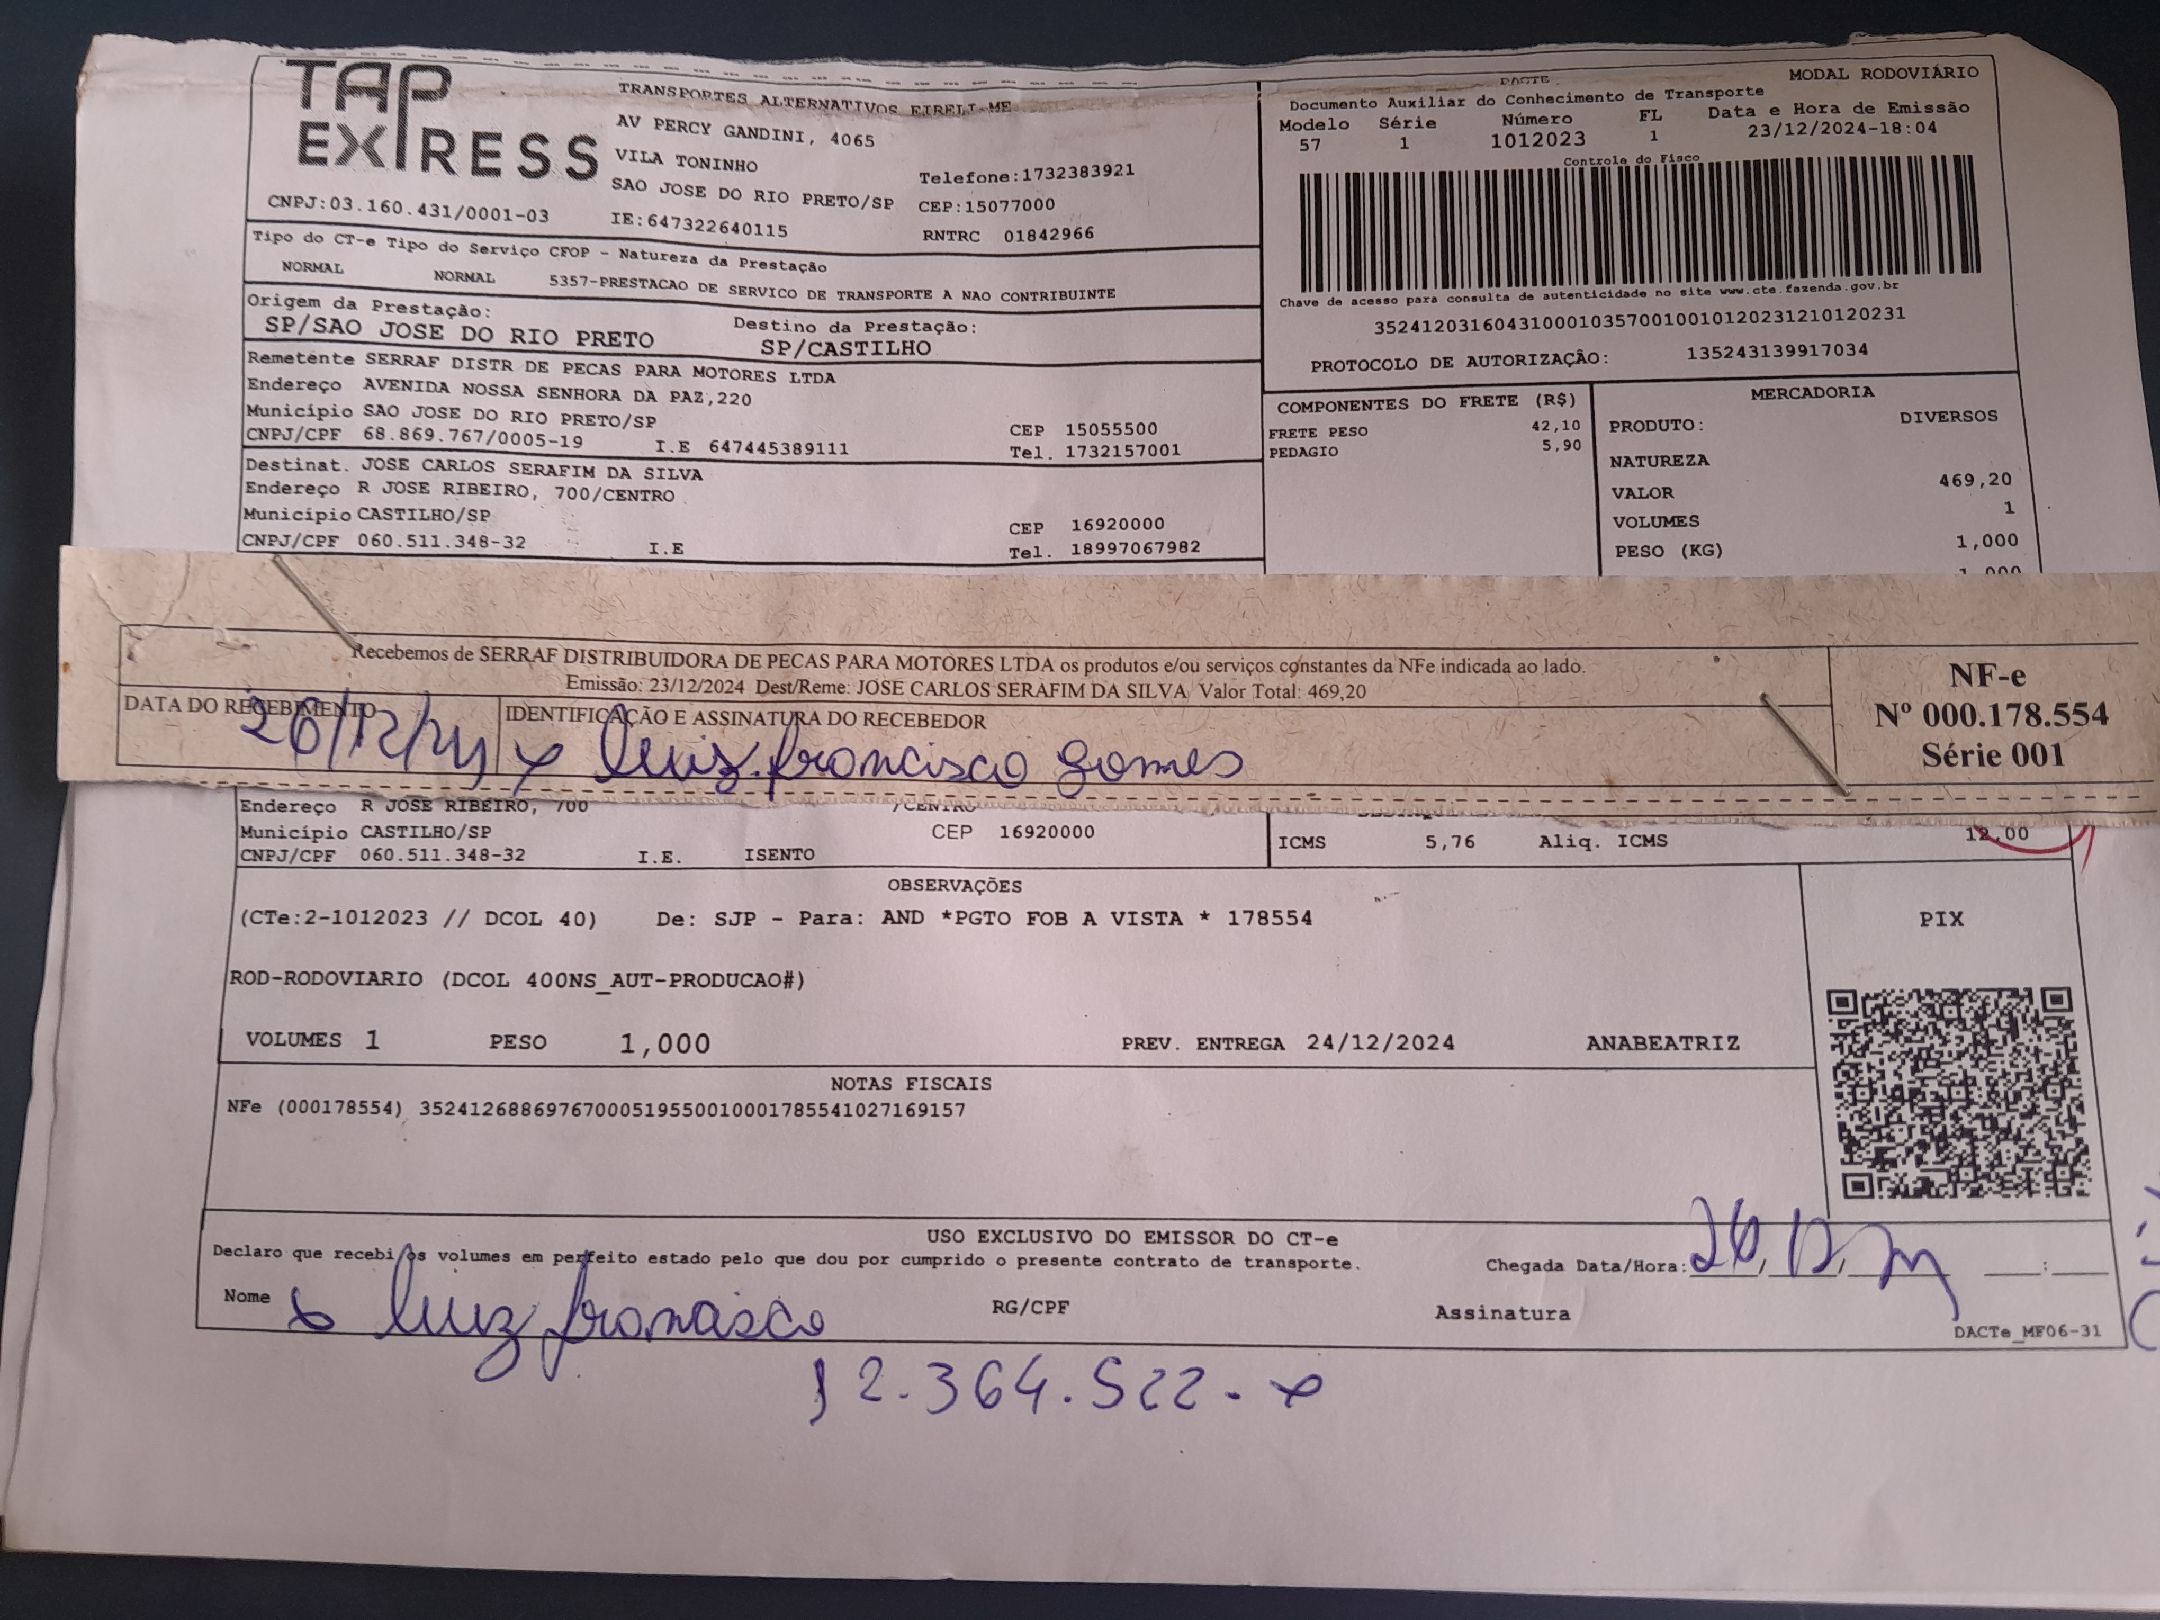 TAP EXPRESS
TRANSPORTES ALTERNATIVOS EIRELI-ME
AV PERCY GANDINI, 4065
VILA TONINHO
SAO JOSE DO RIO PRETO/SP
Telefone:1732383921
CEP:15077000
CNPJ:03.160.431/0001-03
IE:647322640115
RNTRC 01842966
DACTE
MODAL RODOVIÁRIO
Documento Auxiliar do Conhecimento de Transporte
Modelo Série Número FL Data e Hora de Emissão
57 1 1012023 1 23/12/2024-18:04
Controle do Fisco
Chave de acesso para consulta de autenticidade no site www.cte.fazenda.gov.br
35241203160431000103570010010120231210120231
PROTOCOLO DE AUTORIZAÇÃO: 135243139917034
Tipo do CT-e Tipo do Serviço CFOP - Natureza da Prestação
NORMAL NORMAL 5357-PRESTACAO DE SERVICO DE TRANSPORTE A NAO CONTRIBUINTE
Origem da Prestação: Destino da Prestação:
SP/SAO JOSE DO RIO PRETO SP/CASTILHO
Remetente SERRAF DISTR DE PECAS PARA MOTORES LTDA
Endereço AVENIDA NOSSA SENHORA DA PAZ,220
Município SAO JOSE DO RIO PRETO/SP CEP 15055500
CNPJ/CPF 68.869.767/0005-19 I.E 647445389111 Tel. 1732157001
Destinat. JOSE CARLOS SERAFIM DA SILVA
Endereço R JOSE RIBEIRO, 700/CENTRO
Município CASTILHO/SP CEP 16920000
CNPJ/CPF 060.511.348-32 I.E Tel. 18997067982
COMPONENTES DO FRETE (R$)
FRETE PESO 42,10
PEDAGIO 5,90
MERCADORIA
PRODUTO: DIVERSOS
NATUREZA
VALOR 469,20
VOLUMES 1
PESO (KG) 1,000
Recebemos de SERRAF DISTRIBUIDORA DE PECAS PARA MOTORES LTDA os produtos e/ou serviços constantes da NFe indicada ao lado.
Emissão: 23/12/2024 Dest/Reme: JOSE CARLOS SERAFIM DA SILVA Valor Total: 469,20
DATA DO RECEBIMENTO
26/12/24
IDENTIFICAÇÃO E ASSINATURA DO RECEBEDOR
x luiz francisco gomes
NF-e
Nº 000.178.554
Série 001
Endereço R JOSE RIBEIRO, 700 /CENTRO
Município CASTILHO/SP CEP 16920000
CNPJ/CPF 060.511.348-32 I.E. ISENTO
ICMS 5,76 Aliq. ICMS 12,00
OBSERVAÇÕES
(CTe:2-1012023 // DCOL 40) De: SJP - Para: AND *PGTO FOB A VISTA * 178554
ROD-RODOVIARIO (DCOL 400NS_AUT-PRODUCAO#)
PIX
VOLUMES 1 PESO 1,000 PREV. ENTREGA 24/12/2024 ANABEATRIZ
NOTAS FISCAIS
NFe (000178554) 35241268869767000519550010001785541027169157
USO EXCLUSIVO DO EMISSOR DO CT-e
Declaro que recebi os volumes em perfeito estado pelo que dou por cumprido o presente contrato de transporte.
Chegada Data/Hora: 26, 12, 24 :
Nome x luiz francisco RG/CPF Assinatura
DACTe_MF06-31
12.364.522-x